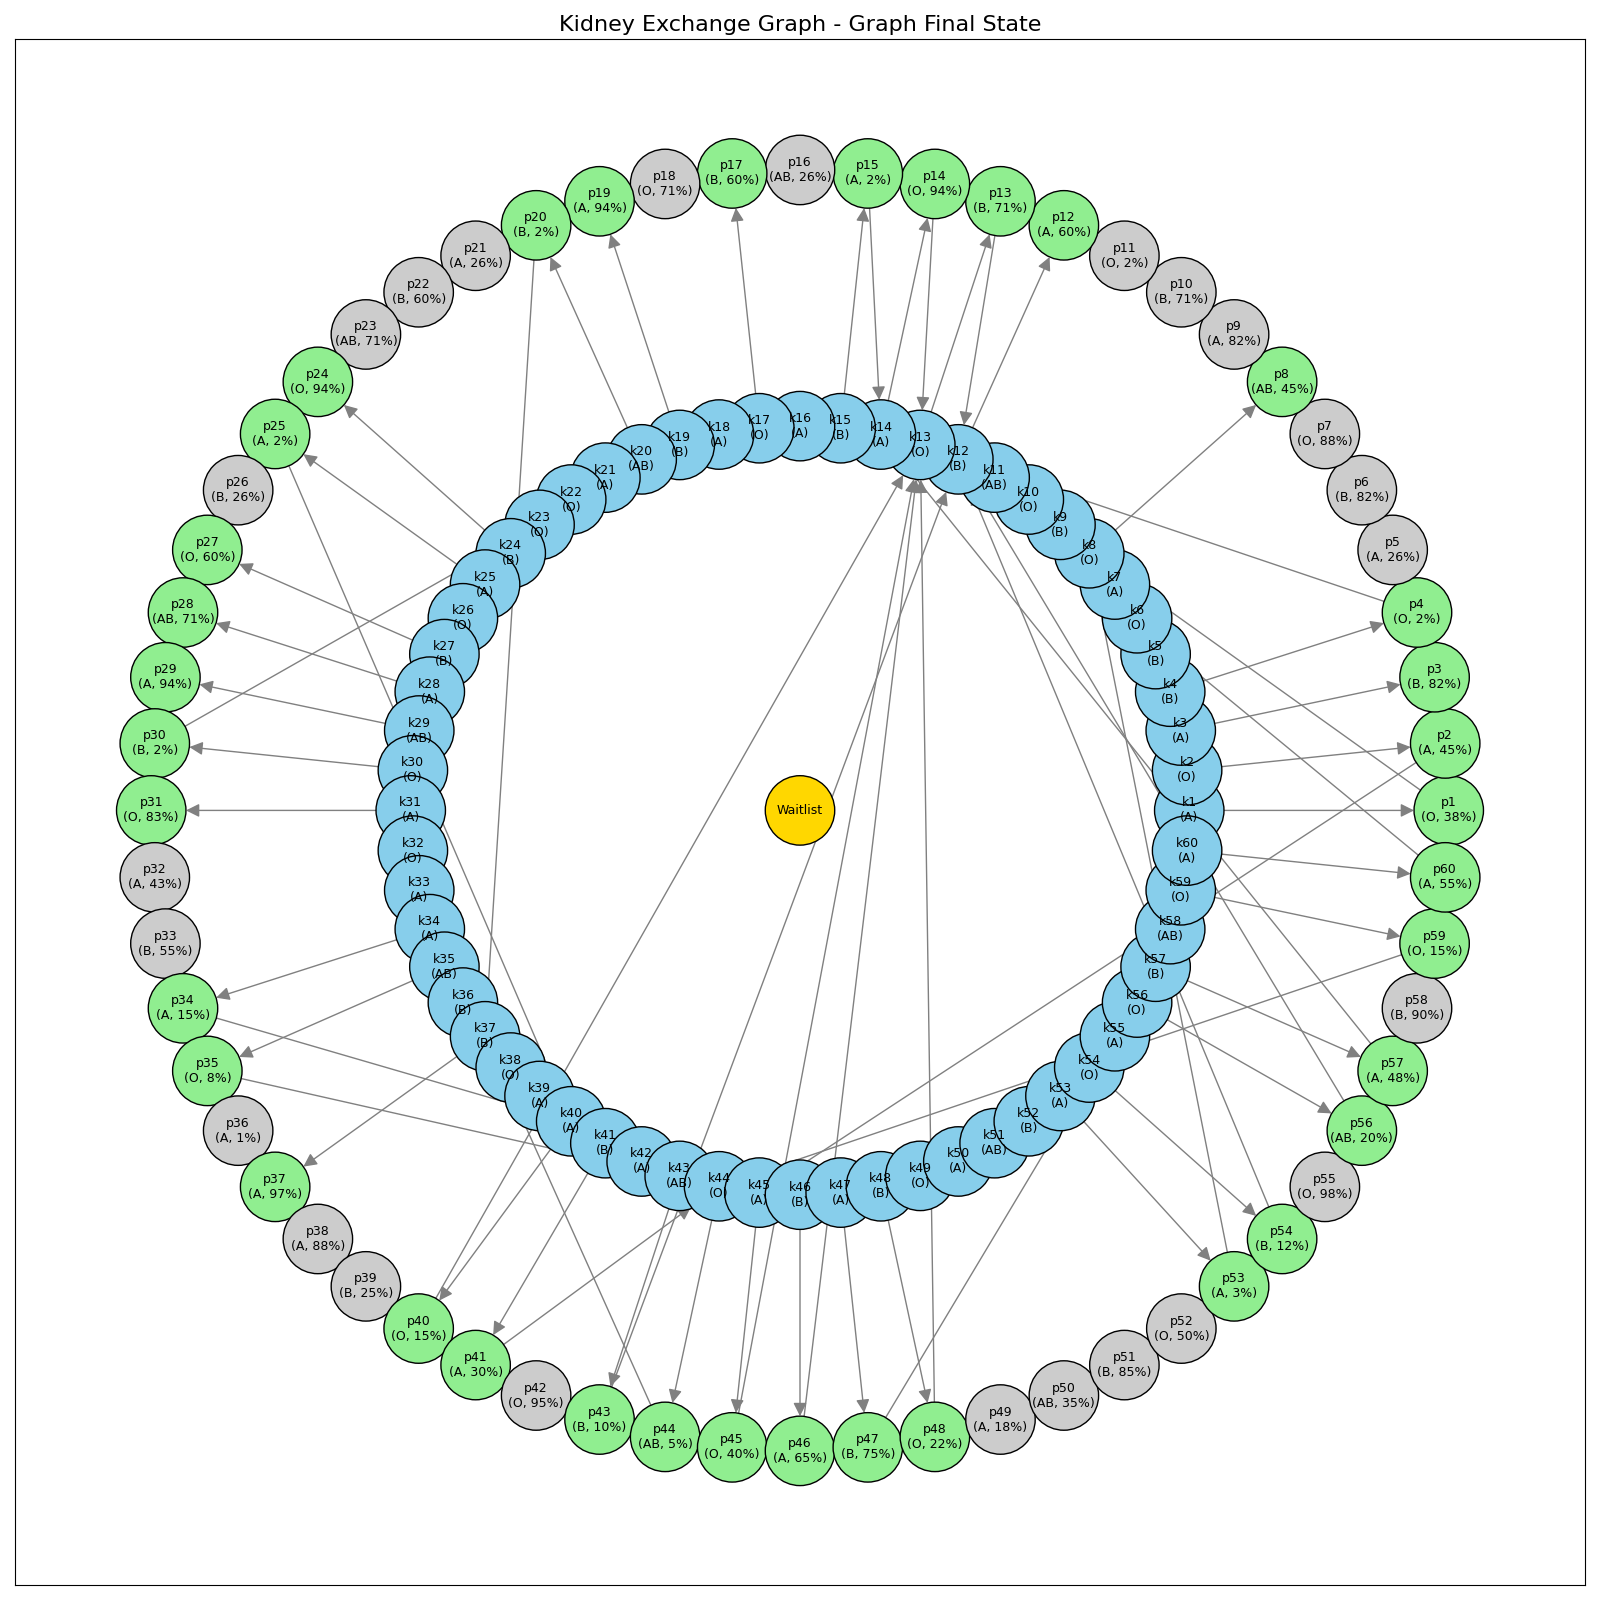 Kidney Exchange Graph - Graph Final State
p16
(AB, 26%)
p15
(A, 2%)
p14
(O, 94%)
p13
(B, 71%)
p12
(A, 60%)
p11
(O, 2%)
p10
(B, 71%)
p9
(A, 82%)
p8
(AB, 45%)
p7
(O, 88%)
p6
(B, 82%)
p5
(A, 26%)
p4
(O, 2%)
p3
(B, 82%)
p2
(A, 45%)
p1
(O, 38%)
p60
(A, 55%)
p59
(O, 15%)
p58
(B, 90%)
p57
(A, 48%)
p56
(AB, 20%)
p55
(O, 98%)
p54
(B, 12%)
p53
(A, 3%)
p52
(O, 50%)
p51
(B, 85%)
p50
(AB, 35%)
p49
(A, 18%)
p48
(O, 22%)
p47
(B, 75%)
p46
(A, 65%)
p45
(O, 40%)
p44
(AB, 5%)
p43
(B, 10%)
p42
(O, 95%)
p41
(A, 30%)
p40
(O, 15%)
p39
(B, 25%)
p38
(A, 88%)
p37
(A, 97%)
p36
(A, 1%)
p35
(O, 8%)
p34
(A, 15%)
p33
(B, 55%)
p32
(A, 43%)
p31
(O, 83%)
p30
(B, 2%)
p29
(A, 94%)
p28
(AB, 71%)
p27
(O, 60%)
p26
(B, 26%)
p25
(A, 2%)
p24
(O, 94%)
p23
(AB, 71%)
p22
(B, 60%)
p21
(A, 26%)
p20
(B, 2%)
p19
(A, 94%)
p18
(O, 71%)
p17
(B, 60%)
k16
(A)
k15
(B)
k14
(A)
k13
(O)
k12
(B)
k11
(AB)
k10
(O)
k9
(B)
k8
(O)
k7
(A)
k6
(O)
k5
(B)
k4
(B)
k3
(A)
k2
(O)
k1
(A)
k60
(A)
k59
(O)
k58
(AB)
k57
(B)
k56
(O)
k55
(A)
k54
(O)
k53
(A)
k52
(B)
k51
(AB)
k50
(A)
k49
(O)
k48
(B)
k47
(A)
k46
(B)
k45
(A)
k44
(O)
k43
(AB)
k42
(A)
k41
(B)
k40
(A)
k39
(A)
k38
(O)
k37
(B)
k36
(B)
k35
(AB)
k34
(A)
k33
(A)
k32
(O)
k31
(A)
k30
(O)
k29
(AB)
k28
(A)
k27
(B)
k26
(O)
k25
(A)
k24
(B)
k23
(O)
k22
(O)
k21
(A)
k20
(AB)
k19
(B)
k18
(A)
k17
(O)
Waitlist